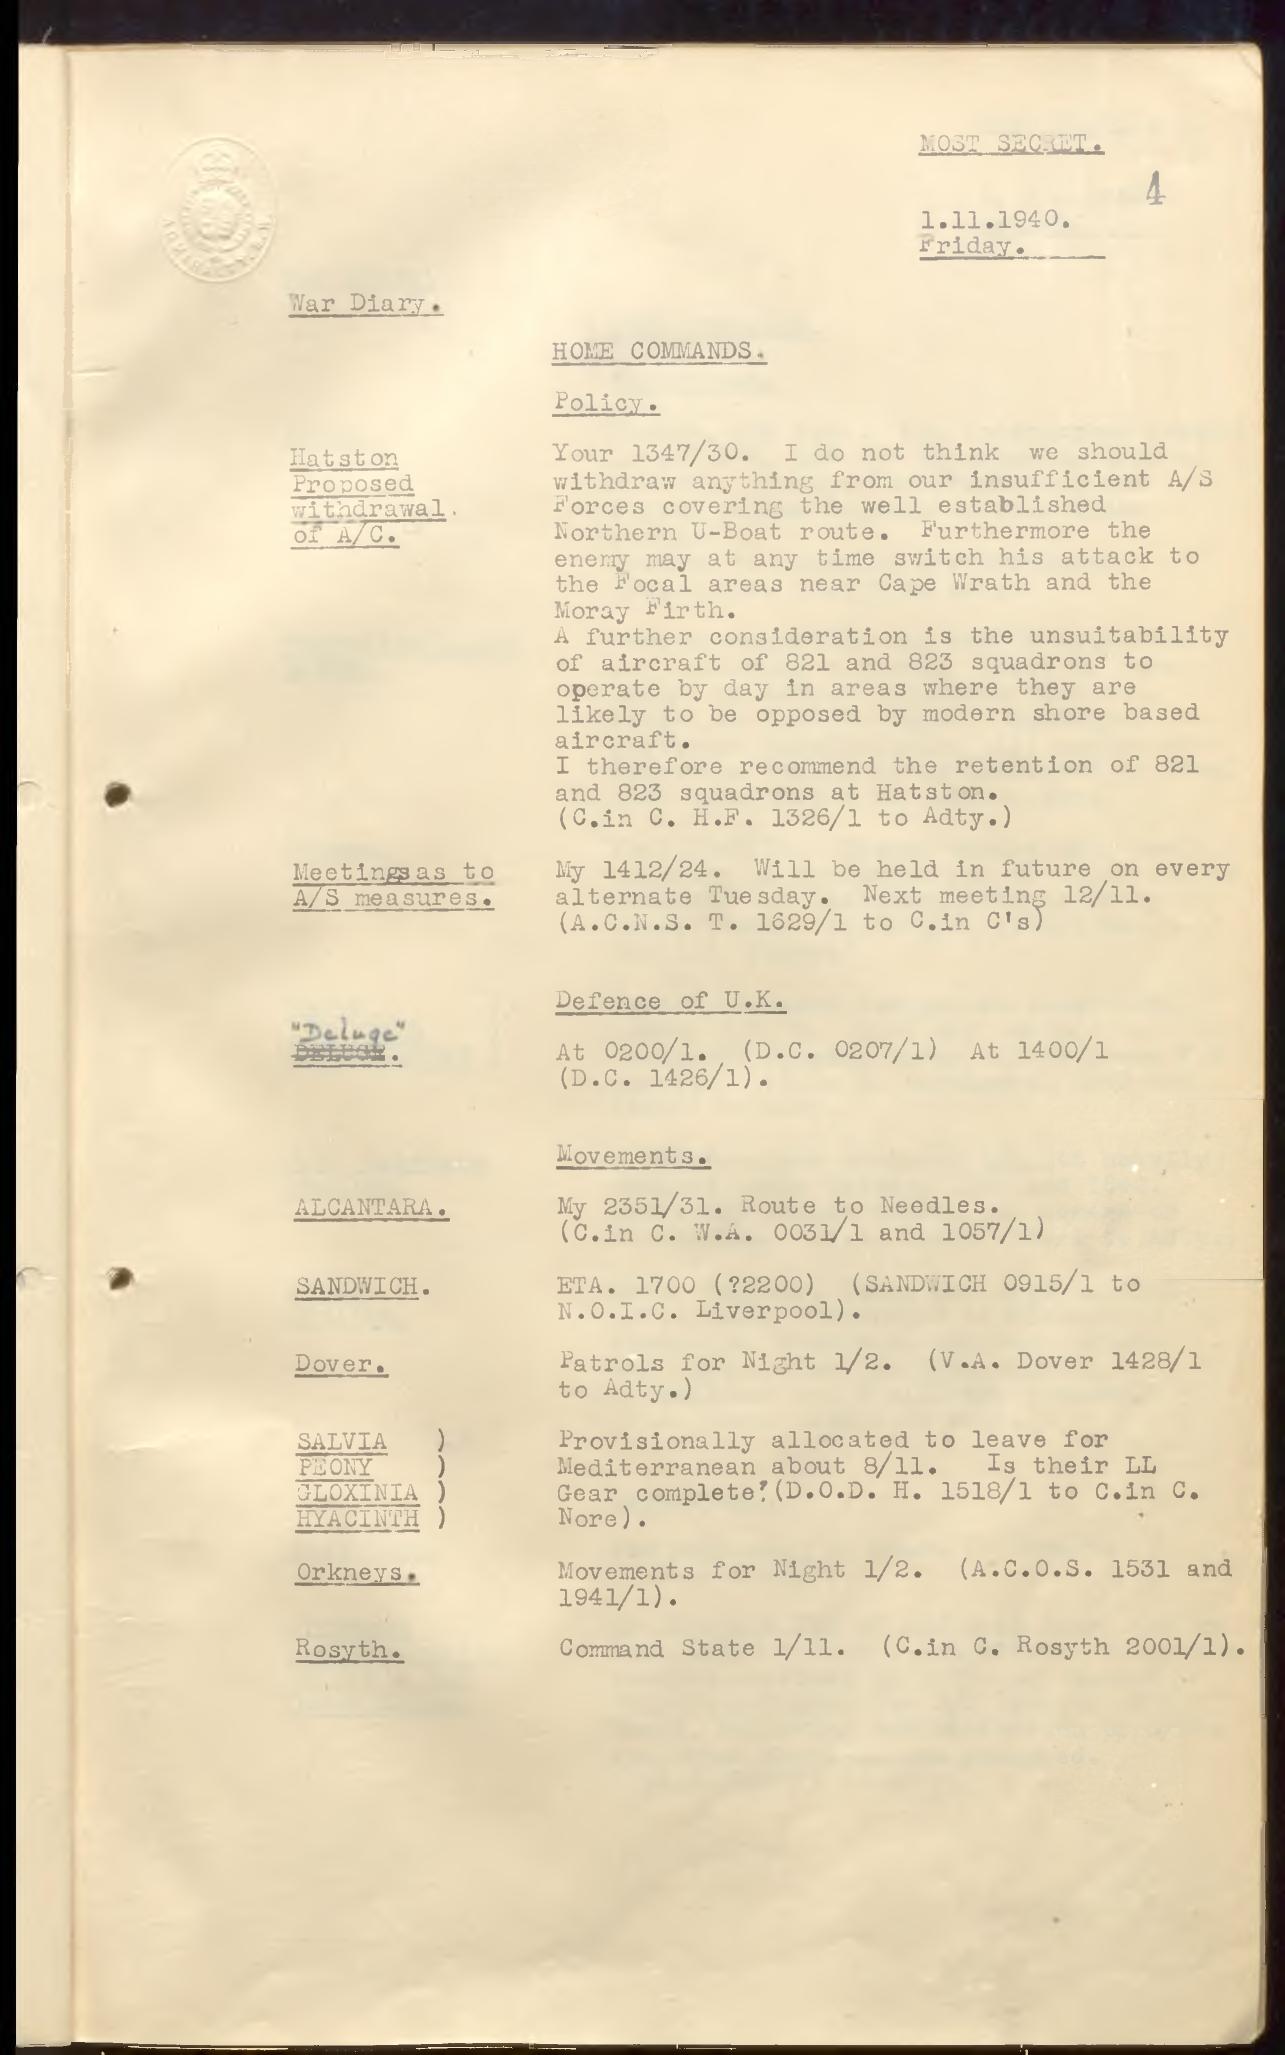 MOST SECRET.
4
1.11.1940.
Friday.
War Diary.
HOME COMMANDS.
Policy.
Hatston
Proposed
withdrawal.
of A/C.
Your 1347/30. I do not think we should
withdraw anything from our insufficient A/S
Forces covering the well established
Northern U-Boat route. Furthermore the
enemy may at any time switch his attack to
the Focal areas near Cape Wrath and the
Moray Firth.
A further consideration is the unsuitability
of aircraft of 821 and 823 squadrons to
operate by day in areas where they are
likely to be opposed by modern shore based
aircraft.
I therefore recommend the retention of 821
and 823 squadrons at Hatston.
(C.in C. H.F. 1326/1 to Adty.)
Meetings as to
A/S measures.
My 1412/24. Will be held in future on every
alternate Tuesday. Next meeting 12/11.
(A.C.N.S. T. 1629/1 to C.in C's)
Defence of U.K.
"Deluge"
At 0200/1. (D.C. 0207/1) At 1400/1
(D.C. 1426/1).
Movements.
ALCANTARA.
My 2351/31. Route to Needles.
(C.in C. W.A. 0031/1 and 1057/1)
SANDWICH.
ETA. 1700 (?2200) (SANDWICH 0915/1 to
N.O.I.C. Liverpool).
Dover.
Patrols for Night 1/2. (V.A. Dover 1428/1
to Adty.)
SALVIA )
PEONY )
GLOXINIA )
HYACINTH )
Provisionally allocated to leave for
Mediterranean about 8/11. Is their LL
Gear complete? (D.O.D. H. 1518/1 to C.in C.
Nore).
Orkneys.
Movements for Night 1/2. (A.C.O.S. 1531 and
1941/1).
Rosyth.
Command State 1/11. (C.in C. Rosyth 2001/1).